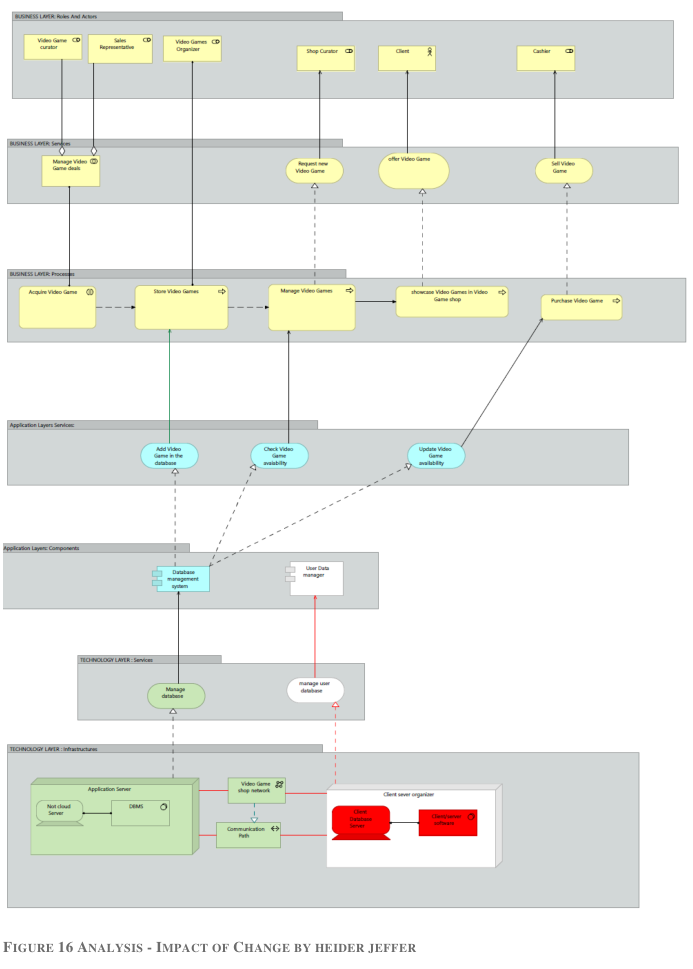 BUSINESS LAYER: Roles And Actors
Video Game
curator
Sales
Representative
Video Games
Organizer
Shop Curator
Client
Cashier
BUSINESS LAYER: Services
Manage Video
Game deals
Request new
Video Game
offer Video Game
Sell Video
Game
BUSINESS LAYER: Processes
Acquire Video Game
Store Video Games
Manage Video Games
showcase Video Games in Video
Game shop
Purchase Video Game
Application Layers Services:
Add Video
Game in the
database
Check Video
Game
avaiability
Update Video
Game
availability
Application Layers: Components
Database
management
system
User Data
manager
TECHNOLOGY LAYER : Services
Manage
database
manage user
database
TECHNOLOGY LAYER : Infrastructures
Application Server
Not cloud
Server
DBMS
Video Game
shop network
Communication
Path
Client sever organizer
Client
Database
Server
Client server
software
FIGURE 16 ANALYSIS - IMPACT OF CHANGE BY HEIDER JEFFER